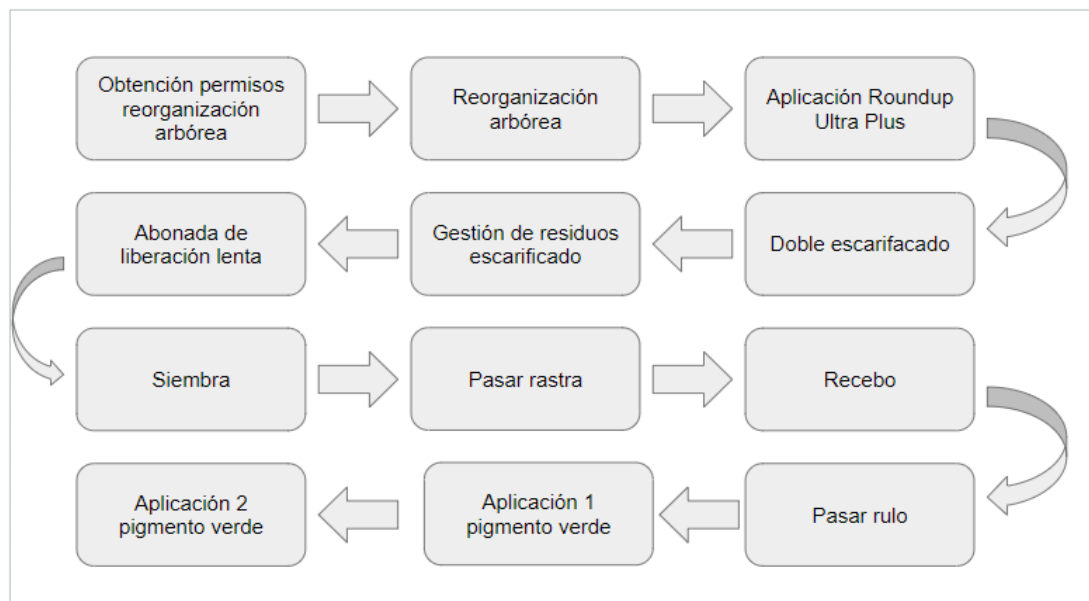 Obtención permisos
reorganización
arbórea
Reorganización
arbórea
Aplicación Roundup
Ultra Plus
Doble escarifacado
Gestión de residuos
escarificado
Abonada de
liberación lenta
Siembra
Pasar rastra
Recebo
Pasar rulo
Aplicación 1
pigmento verde
Aplicación 2
pigmento verde